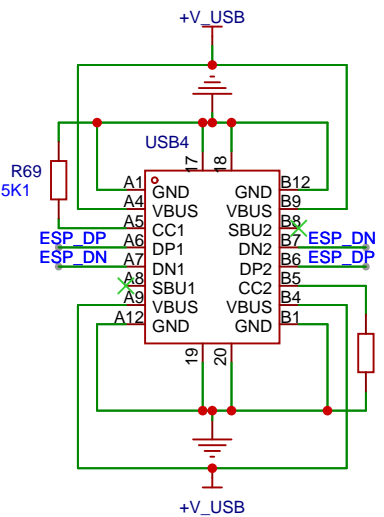 +V_USB
USB4
17
18
R69
5K1
A1 GND GND B12
A4 VBUS VBUS B9
A5 CC1 SBU2 B8
ESP_DP A6 DP1 DN2 B7 ESP_DN
ESP_DN A7 DN1 DP2 B6 ESP_DP
A8 SBU1 CC2 B5
A9 VBUS VBUS B4
A12 GND GND B1
19
20
+V_USB